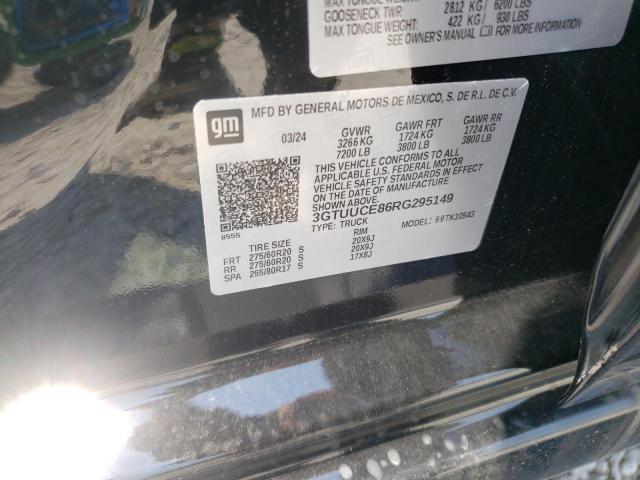 MAX TONGUE WEIGHT: 2812 KG/ 6200 LBS
GOOSENECK TWR: 422 KG / 930 LBS
MAX TONGUE WEIGHT:
SEE OWNER'S MANUAL FOR MORE INFORMATION.
gm
MFD BY GENERAL MOTORS DE MEXICO, S. DE R.L. DE C.V.
03/24 GVWR GAWR FRT GAWR RR
3266 KG 1724 KG 1724 KG
7200 LB 3800 LB 3800 LB
THIS VEHICLE CONFORMS TO ALL
APPLICABLE U.S. FEDERAL MOTOR
VEHICLE SAFETY STANDARDS IN EFFECT
ON THE DATE OF MANUFACTURE SHOWN
ABOVE.
3GTUUCE86RG295149
TYPE: TRUCK MODEL: 69TK10543
8555
TIRE SIZE RIM
FRT 275/60R20 S 20X9J
RR 275/60R20 S 20X9J
SPA 255/80R17 S 17X8J